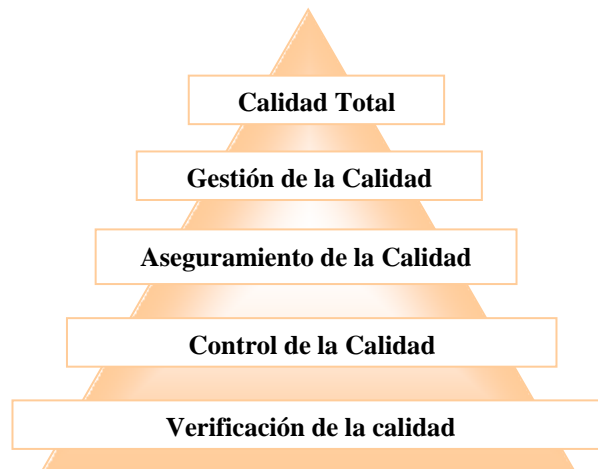 Calidad Total
Gestión de la Calidad
Aseguramiento de la Calidad
Control de la Calidad
Verificación de la calidad